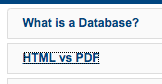 What is a Database?
HTML vs PDF